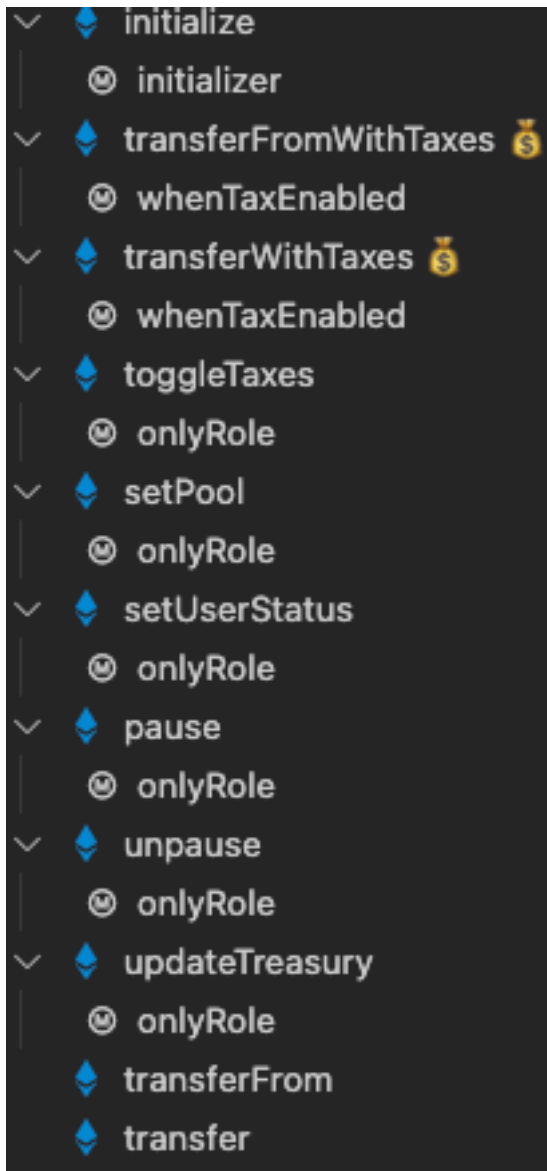 initialize
initializer
transferFromWithTaxes 💰
whenTaxEnabled
transferWithTaxes 💰
whenTaxEnabled
toggleTaxes
onlyRole
setPool
onlyRole
setUserStatus
onlyRole
pause
onlyRole
unpause
onlyRole
updateTreasury
onlyRole
transferFrom
transfer